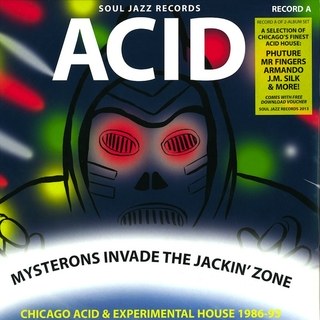 SOUL JAZZ RECORDS
RECORD A
ACID
RECORD A OF 2-ALBUM SET
A SELECTION OF
CHICAGO'S FINEST
ACID HOUSE:
PHUTURE
MR FINGERS
ARMANDO
J.M. SILK
& MORE!
COMES WITH FREE
DOWNLOAD VOUCHER
SOUL JAZZ RECORDS 2012
MYSTERONS INVADE THE JACKIN' ZONE
CHICAGO ACID & EXPERIMENTAL HOUSE 1986-93